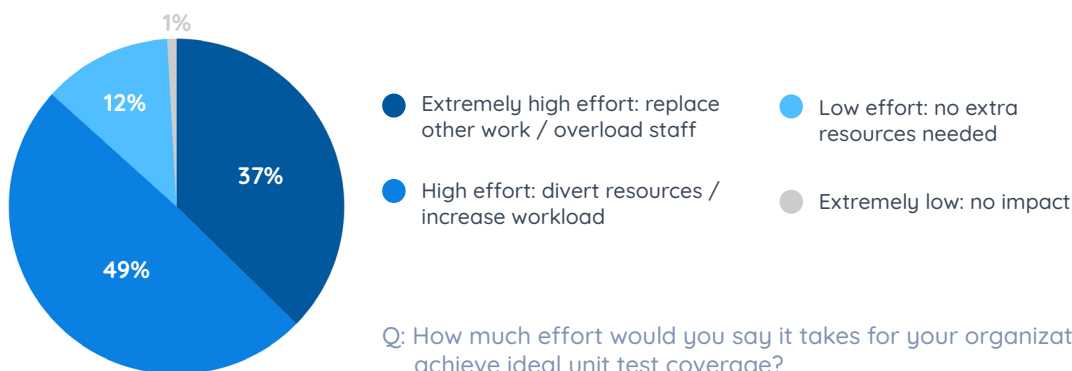 1%
12%
37%
49%
Extremely high effort: replace
other work / overload staff
High effort: divert resources /
increase workload
Low effort: no extra
resources needed
Extremely low: no impact
Q: How much effort would you say it takes for your organizat
achieve ideal unit test coverage?